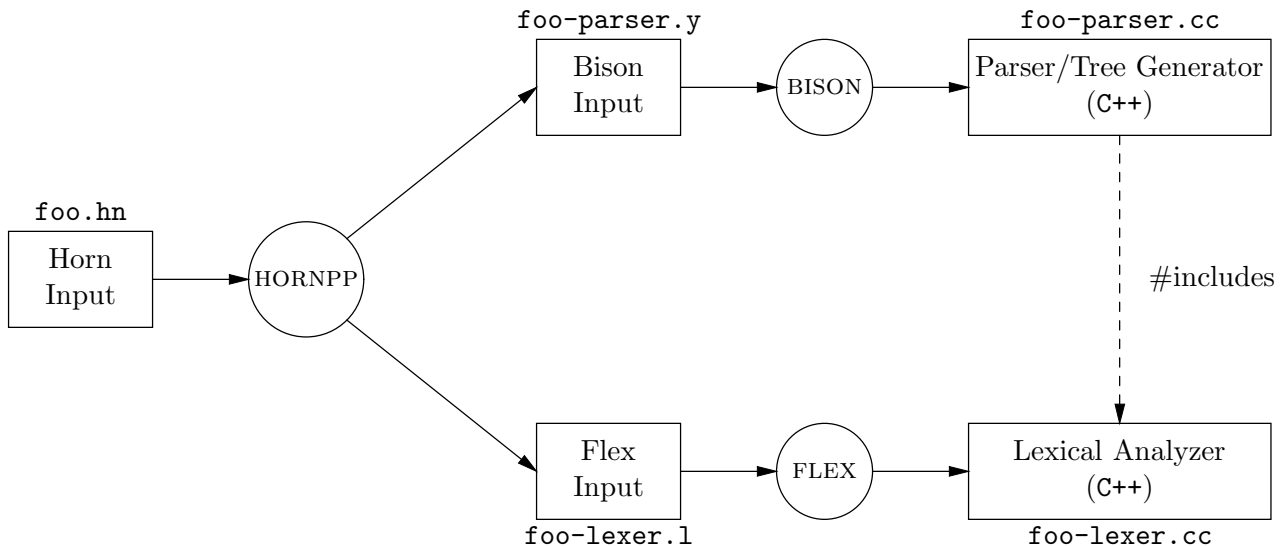 foo-parser.y
foo-parser.cc
Bison
Input
BISON
Parser/Tree Generator
(C++)
foo.hn
Horn
Input
HORNPP
#includes
Flex
Input
FLEX
Lexical Analyzer
(C++)
foo-lexer.l
foo-lexer.cc